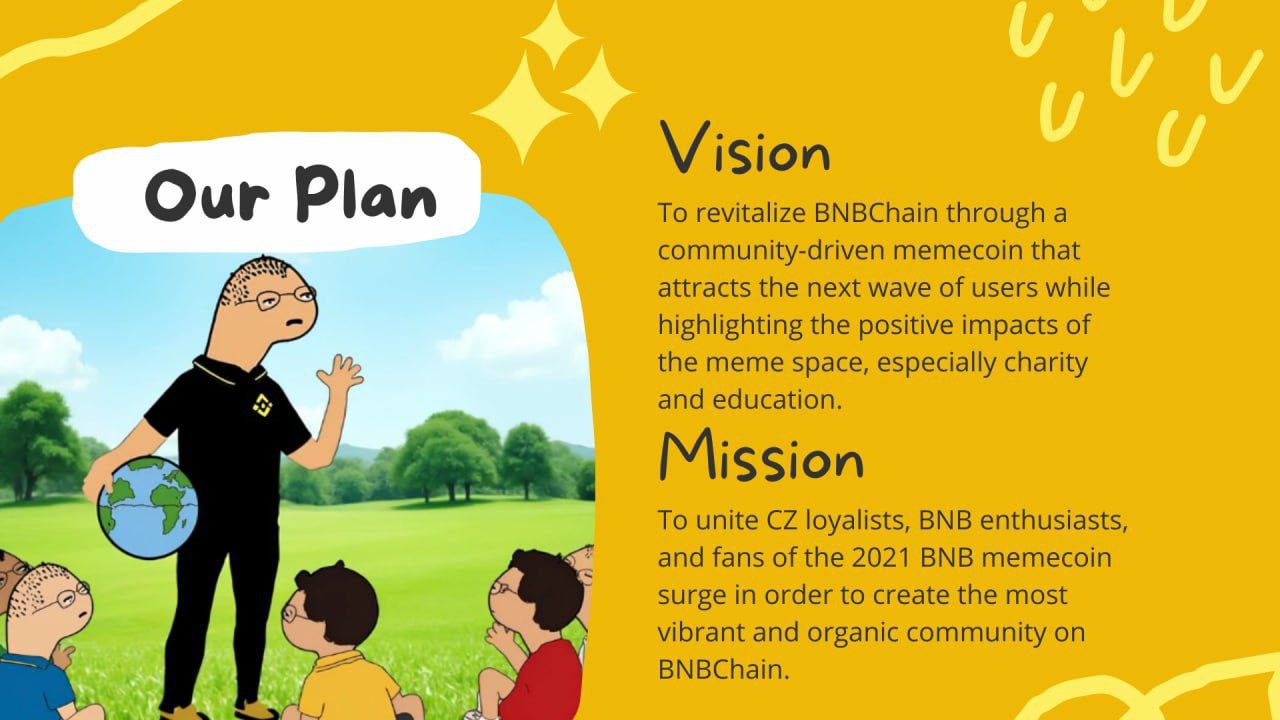 Our Plan
Vision
To revitalize BNBChain through a
community-driven memecoin that
attracts the next wave of users while
highlighting the positive impacts of
the meme space, especially charity
and education.
Mission
To unite CZ loyalists, BNB enthusiasts,
and fans of the 2021 BNB memecoin
surge in order to create the most
vibrant and organic community on
BNBChain.